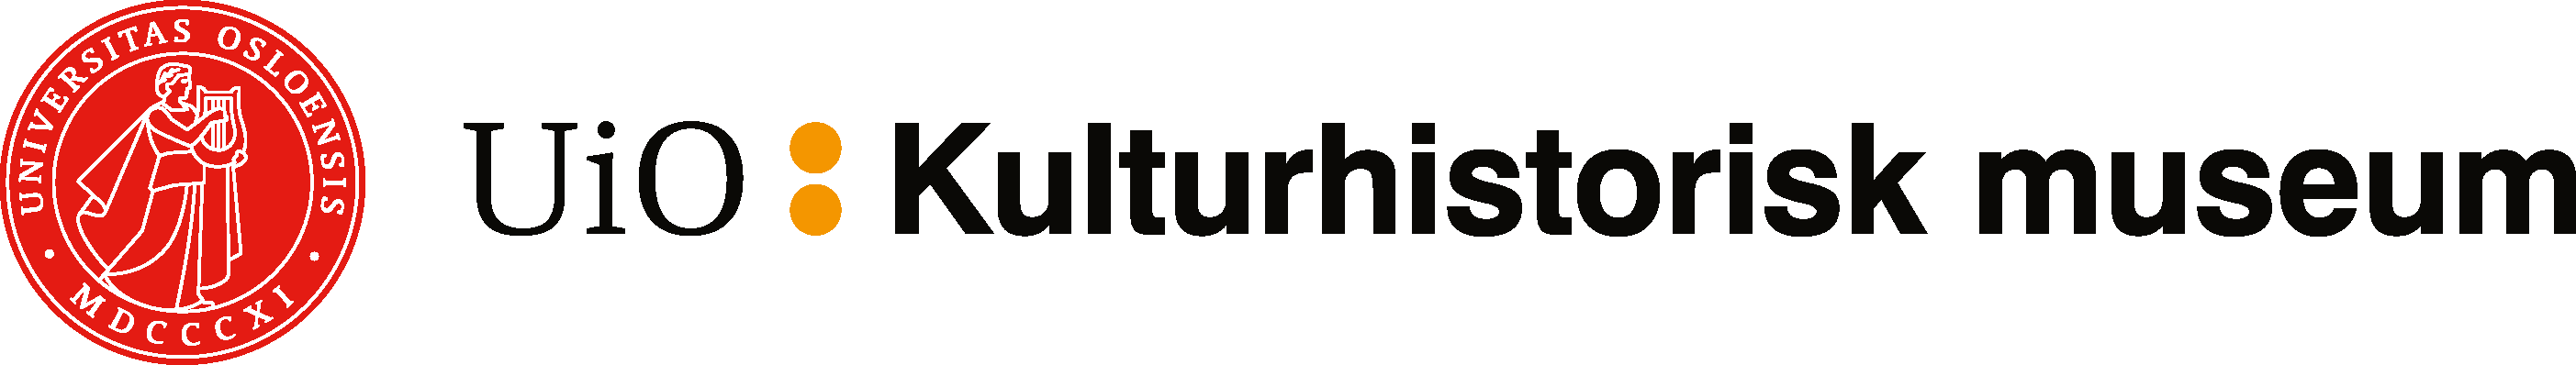 UNIVERSITAS OSLOENSIS
MDCCCXI
UiO : Kulturhistorisk museum